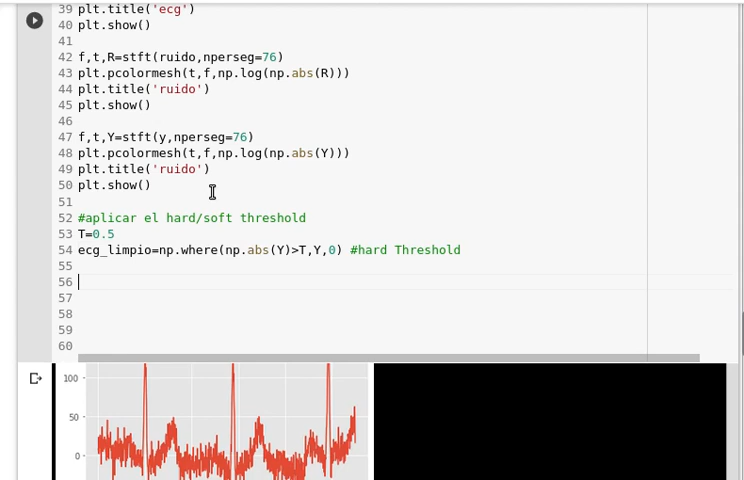 39 plt.title('ecg')
40 plt.show()
41
42 f,t,R=stft(ruido,nperseg=76)
43 plt.pcolormesh(t,f,np.log(np.abs(R)))
44 plt.title('ruido')
45 plt.show()
46
47 f,t,Y=stft(y,nperseg=76)
48 plt.pcolormesh(t,f,np.log(np.abs(Y)))
49 plt.title('ruido')
50 plt.show()
51
52 #aplicar el hard/soft threshold
53 T=0.5
54 ecg_limpio=np.where(np.abs(Y)>T,Y,0) #hard Threshold
55
56
57
58
59
60
100
50
0